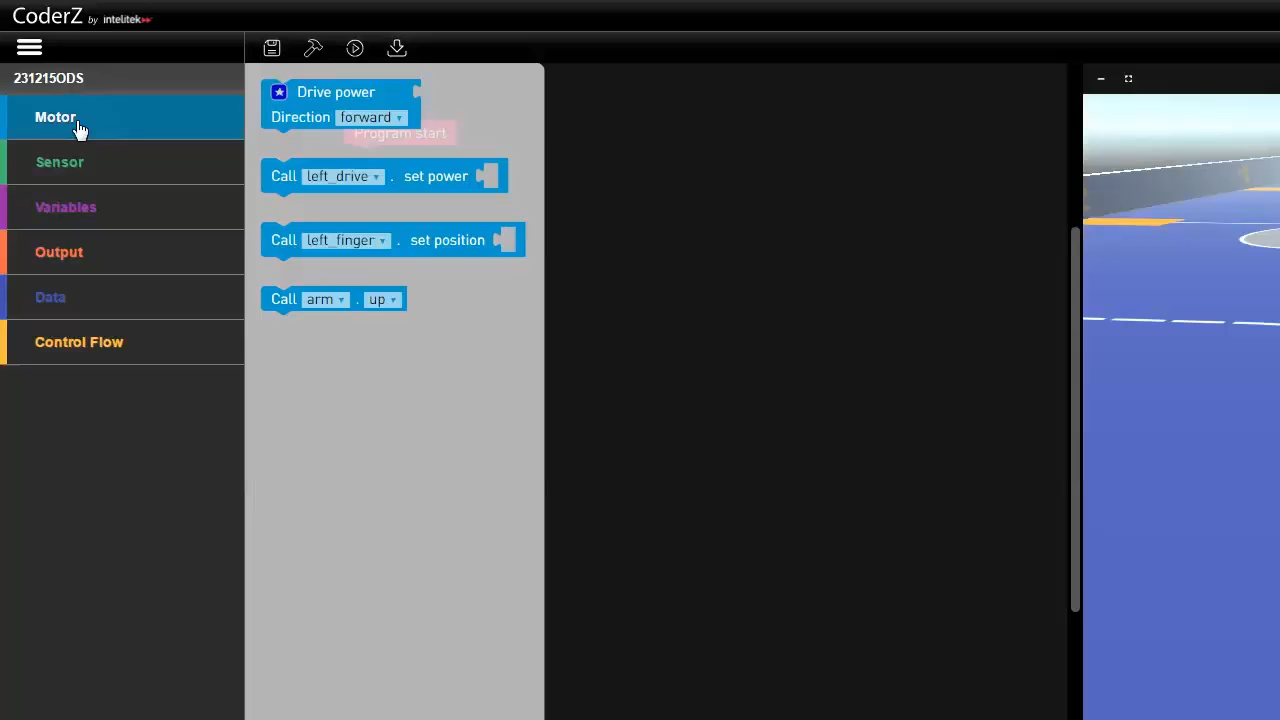 CoderZ by intelitek
231215ODS
Motor
Sensor
Variables
Output
Data
Control Flow
Drive power
Direction forward
Program start
Call left_drive . set power
Call left_finger . set position
Call arm . up